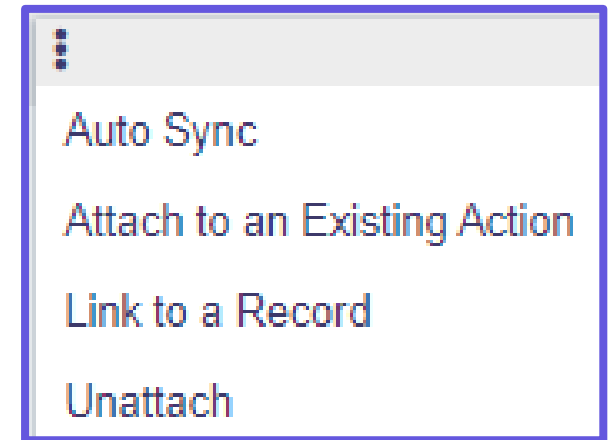 Auto Sync
Attach to an Existing Action
Link to a Record
Unattach